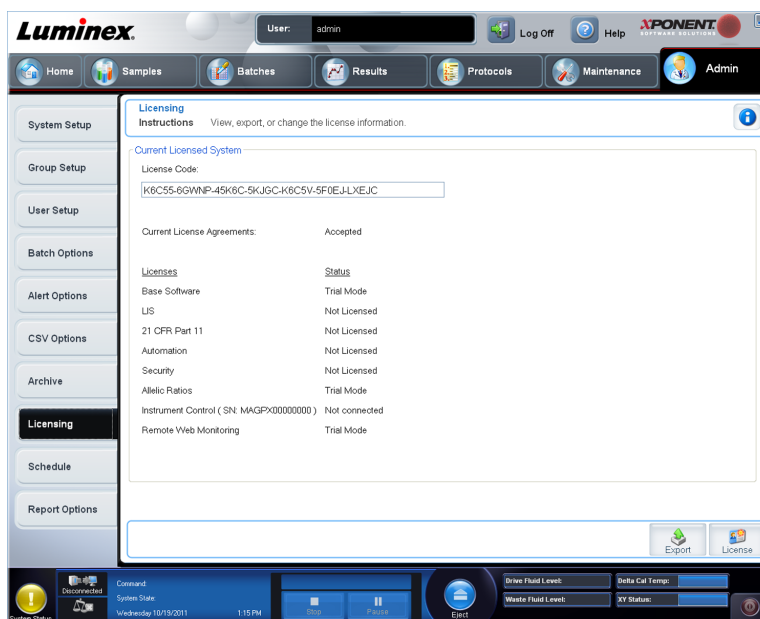 Luminex.
User: admin
Log Off
Help
XPONENT.
SOFTWARE SOLUTIONS
Home
Samples
Batches
Results
Protocols
Maintenance
Admin
System Setup
Group Setup
User Setup
Batch Options
Alert Options
CSV Options
Archive
Licensing
Schedule
Report Options
Licensing
Instructions View, export, or change the license information.
Current Licensed System
License Code:
K6C55-6GWNP-45K6C-5KJGC-K6C5V-5F0EJ-LXEJC
Current License Agreements: Accepted
Licenses Status
Base Software Trial Mode
LIS Not Licensed
21 CFR Part 11 Not Licensed
Automation Not Licensed
Security Not Licensed
Allelic Ratios Trial Mode
Instrument Control ( SN: MAGPX00000000 ) Not connected
Remote Web Monitoring Trial Mode
Export
License
System Status
Disconnected
Command:
System State:
Wednesday 10/19/2011 1:15 PM
Stop
Pause
Eject
Drive Fluid Level:
Delta Cal Temp:
Waste Fluid Level:
XY Status: